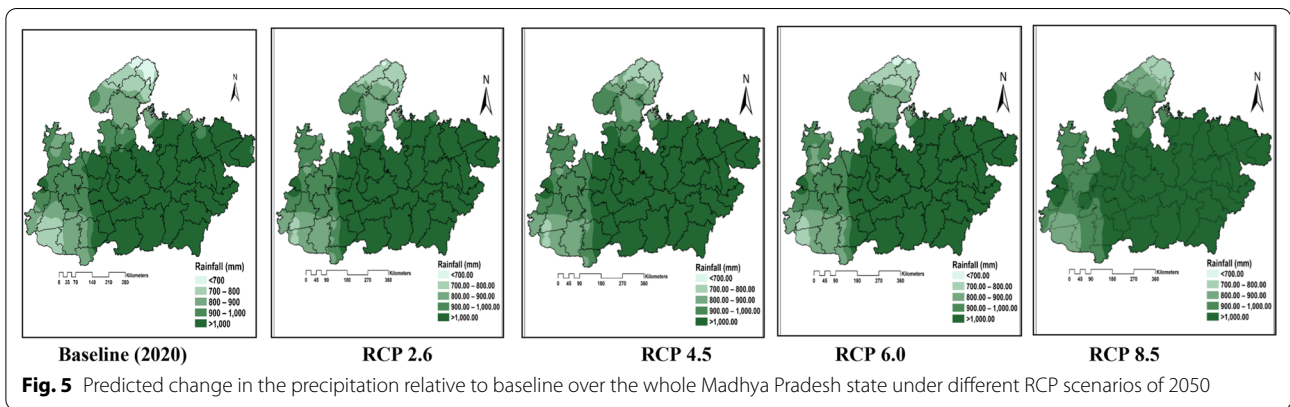 N
N
N
N
N
Kilometers
0 35 70 140 210 280
Rainfall (mm)
<700
700 – 800
800 – 900
900 – 1,000
>1,000
Kilometers
0 45 90 180 270 360
Rainfall (mm)
<700.00
700.00 – 800.00
800.00 – 900.00
900.00 – 1,000.00
>1,000.00
Kilometers
0 45 90 180 270 360
Rainfall (mm)
<700.00
700.00 – 800.00
800.00 – 900.00
900.00 – 1,000.00
>1,000.00
Kilometers
0 45 90 180 270 360
Rainfall (mm)
<700.00
700.00 – 800.00
800.00 – 900.00
900.00 – 1,000.00
>1,000.00
Kilometers
0 45 90 180 270 360
Rainfall (mm)
<700.00
700.00 – 800.00
800.00 – 900.00
900.00 – 1,000.00
>1,000.00
Baseline (2020) RCP 2.6 RCP 4.5 RCP 6.0 RCP 8.5
Fig. 5 Predicted change in the precipitation relative to baseline over the whole Madhya Pradesh state under different RCP scenarios of 2050